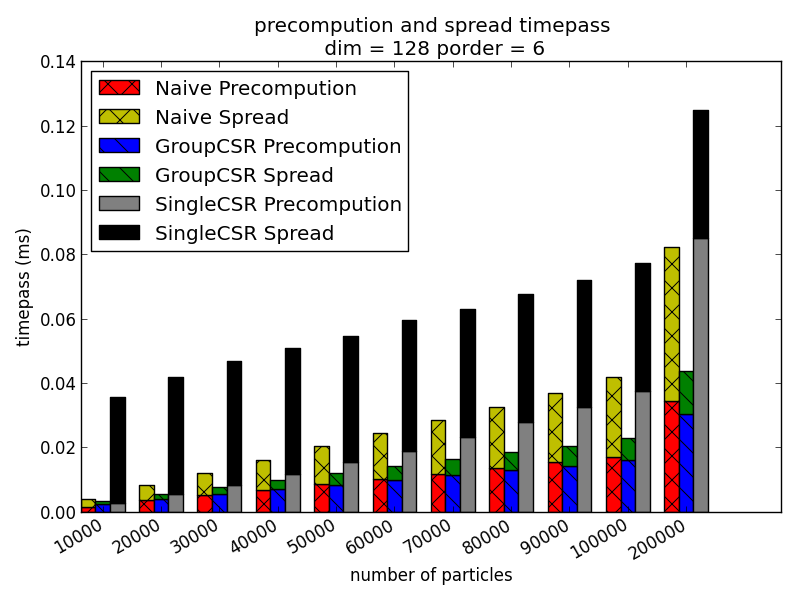 precompution and spread timepass
dim = 128 porder = 6
0.14
0.12
0.10
0.08
0.06
0.04
0.02
0.00
timepass (ms)
Naive Precompution
Naive Spread
GroupCSR Precompution
GroupCSR Spread
SingleCSR Precompution
SingleCSR Spread
10000 20000 30000 40000 50000 60000 70000 80000 90000 100000 200000
number of particles